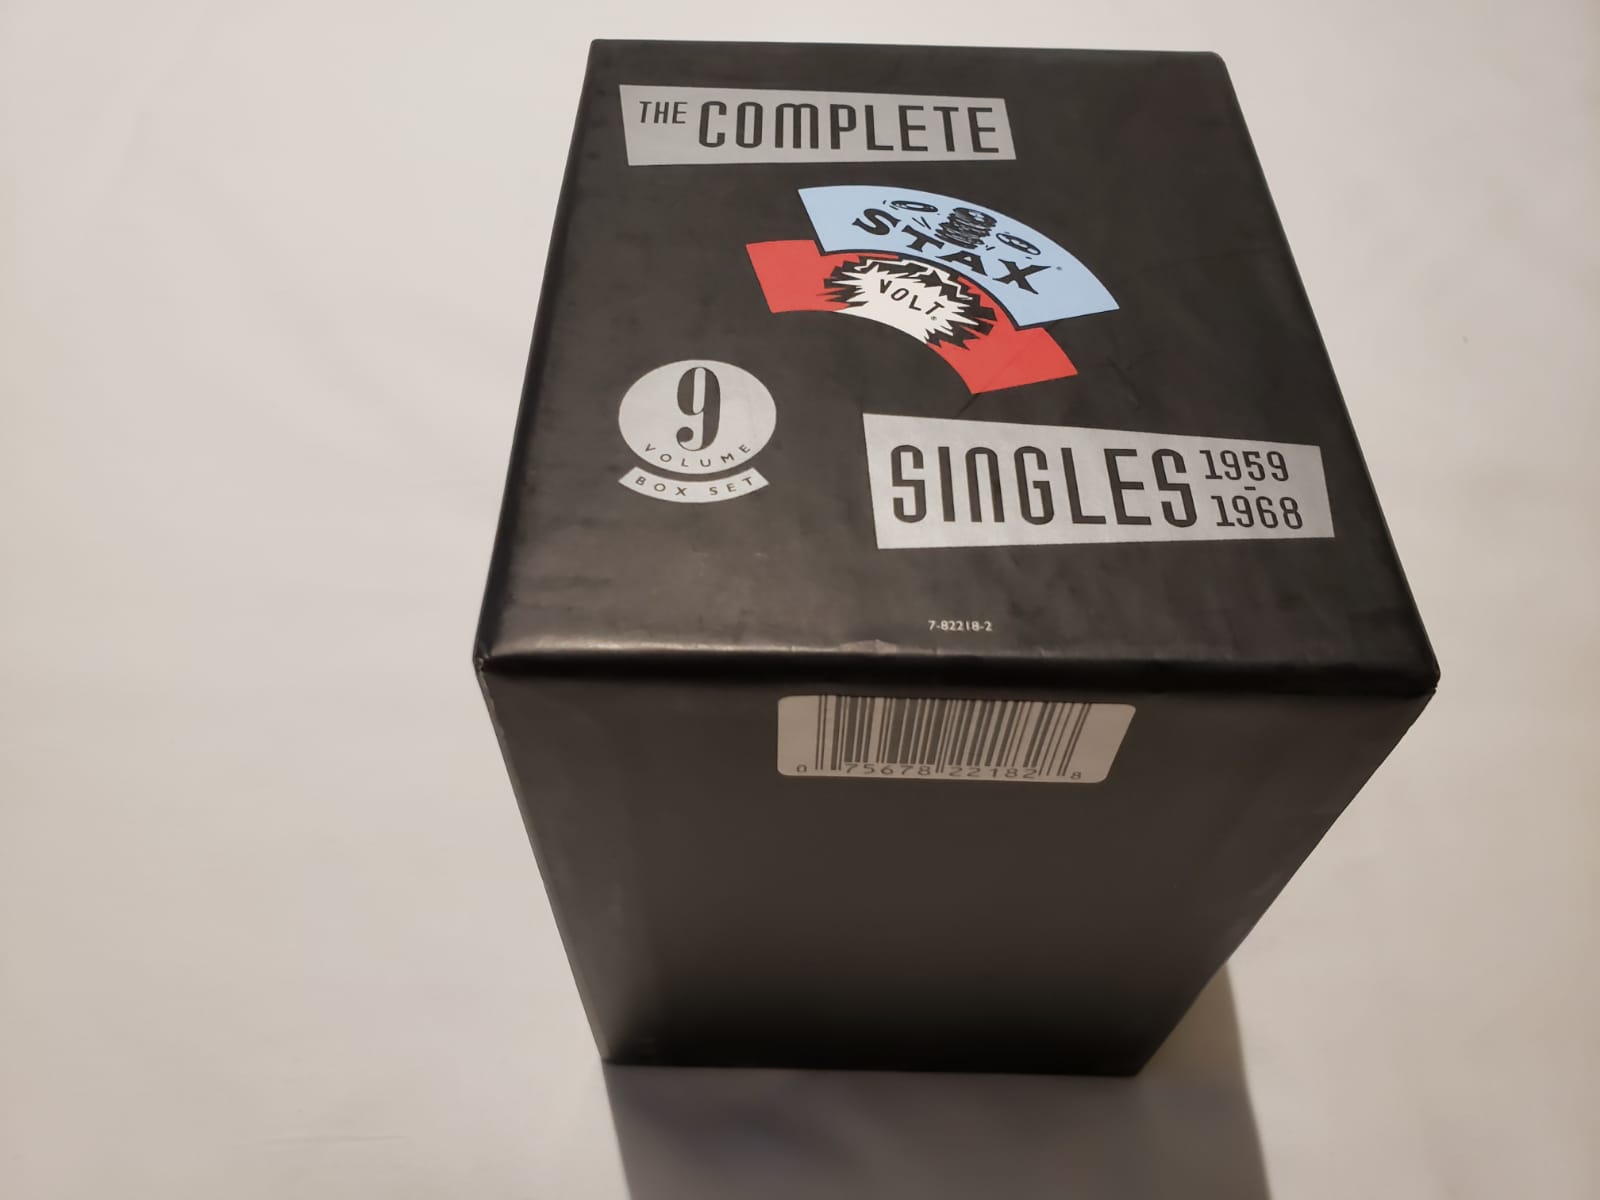 THE COMPLETE
STAX
VOLT
9
VOLUME
BOX SET
SINGLES 1959
-
1968
7-82218-2
0 75678 22182 8